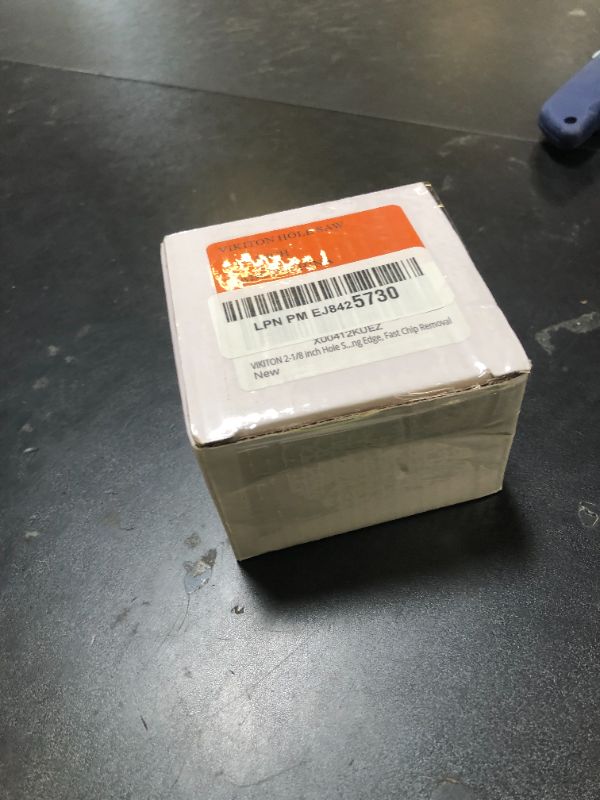 VIKITON HOLE SAW
LPN PM EJ8425730
X00412KUEZ
VIKITON 2-1/8 inch Hole S...ng Edge, Fast Chip Removal
New